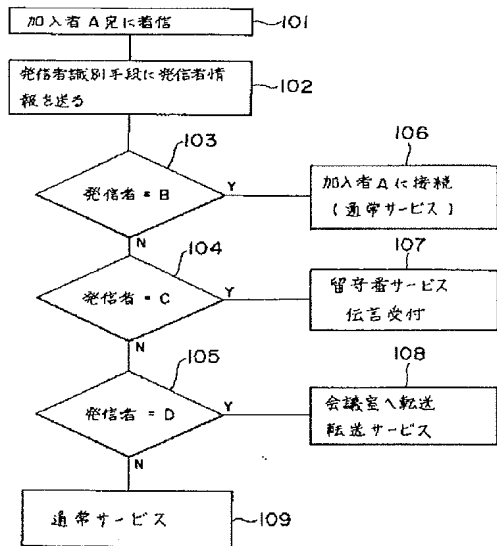 加入者A宛に着信
101
発信者識別手段に発信者情
報を送る
102
103
発信者=B
Y
N
106
加入者Aに接続
(通常サービス)
104
発信者=C
Y
N
107
留守番サービス
伝言受付
105
発信者=D
Y
N
108
会議室へ転送
転送サービス
通常サービス
109